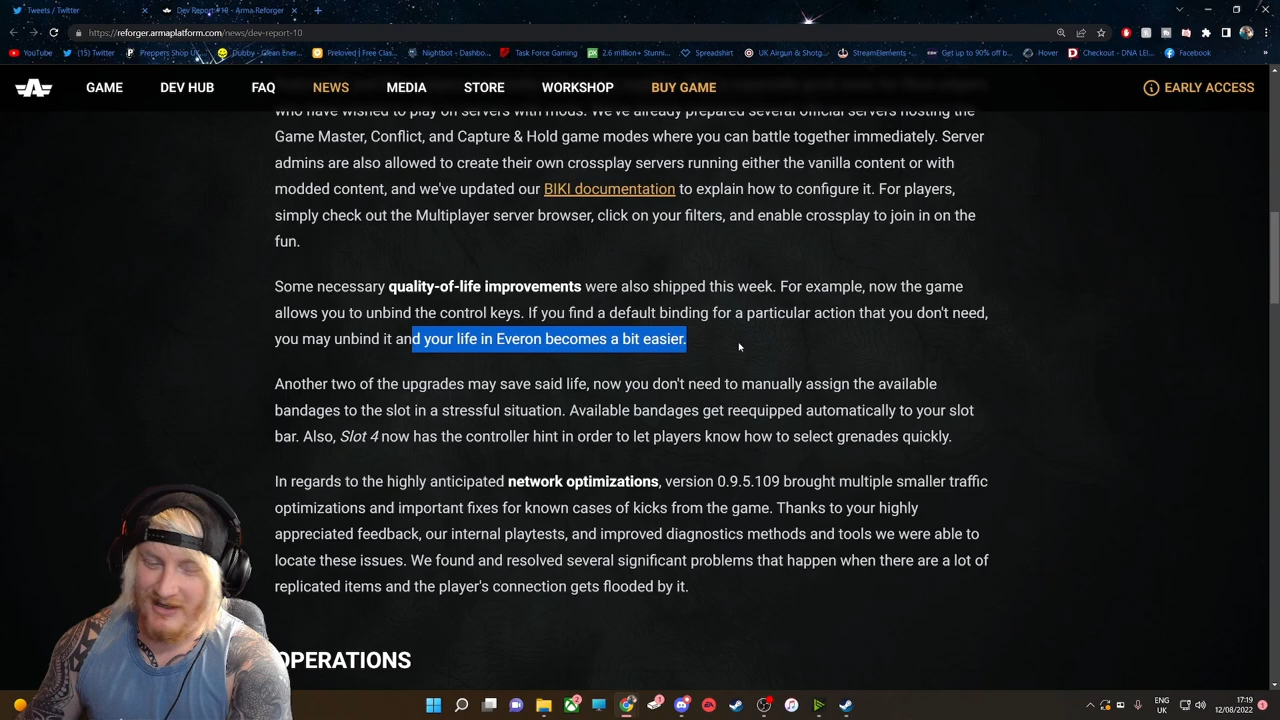 Tweets / Twitter
Dev Report #10 - Arma Reforger
https://reforger.armaplatform.com/news/dev-report-10
YouTube
(15) Twitter
Preppers Shop UK...
Dubby - Clean Ener...
Preloved | Free Clas...
Nightbot - Dashbo...
Task Force Gaming
2.6 million+ Stunni...
Spreadshirt
UK Airgun & Shotg...
StreamElements -...
Get up to 90% off b...
Hover
Checkout - DNA LEI...
Facebook
GAME
DEV HUB
FAQ
NEWS
MEDIA
STORE
WORKSHOP
BUY GAME
EARLY ACCESS
who have wished to play on servers with mods. We've already prepared several official servers hosting the
Game Master, Conflict, and Capture & Hold game modes where you can battle together immediately. Server
admins are also allowed to create their own crossplay servers running either the vanilla content or with
modded content, and we've updated our BIKI documentation to explain how to configure it. For players,
simply check out the Multiplayer server browser, click on your filters, and enable crossplay to join in on the
fun.
Some necessary quality-of-life improvements were also shipped this week. For example, now the game
allows you to unbind the control keys. If you find a default binding for a particular action that you don't need,
you may unbind it and your life in Everon becomes a bit easier.
Another two of the upgrades may save said life, now you don't need to manually assign the available
bandages to the slot in a stressful situation. Available bandages get reequipped automatically to your slot
bar. Also, Slot 4 now has the controller hint in order to let players know how to select grenades quickly.
In regards to the highly anticipated network optimizations, version 0.9.5.109 brought multiple smaller traffic
optimizations and important fixes for known cases of kicks from the game. Thanks to your highly
appreciated feedback, our internal playtests, and improved diagnostics methods and tools we were able to
locate these issues. We found and resolved several significant problems that happen when there are a lot of
replicated items and the player's connection gets flooded by it.
OPERATIONS
ENG
UK
17:19
12/08/2022